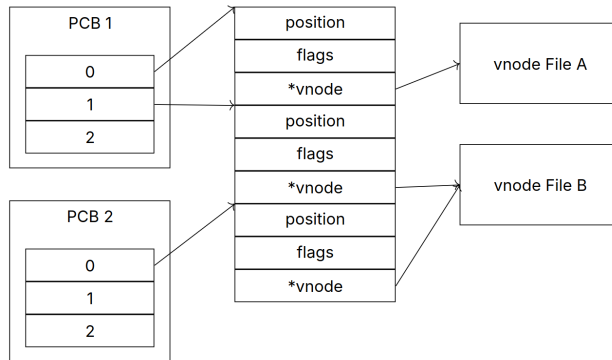 PCB 1
0
1
2
PCB 2
0
1
2
position
flags
*vnode
position
flags
*vnode
position
flags
*vnode
vnode File A
vnode File B